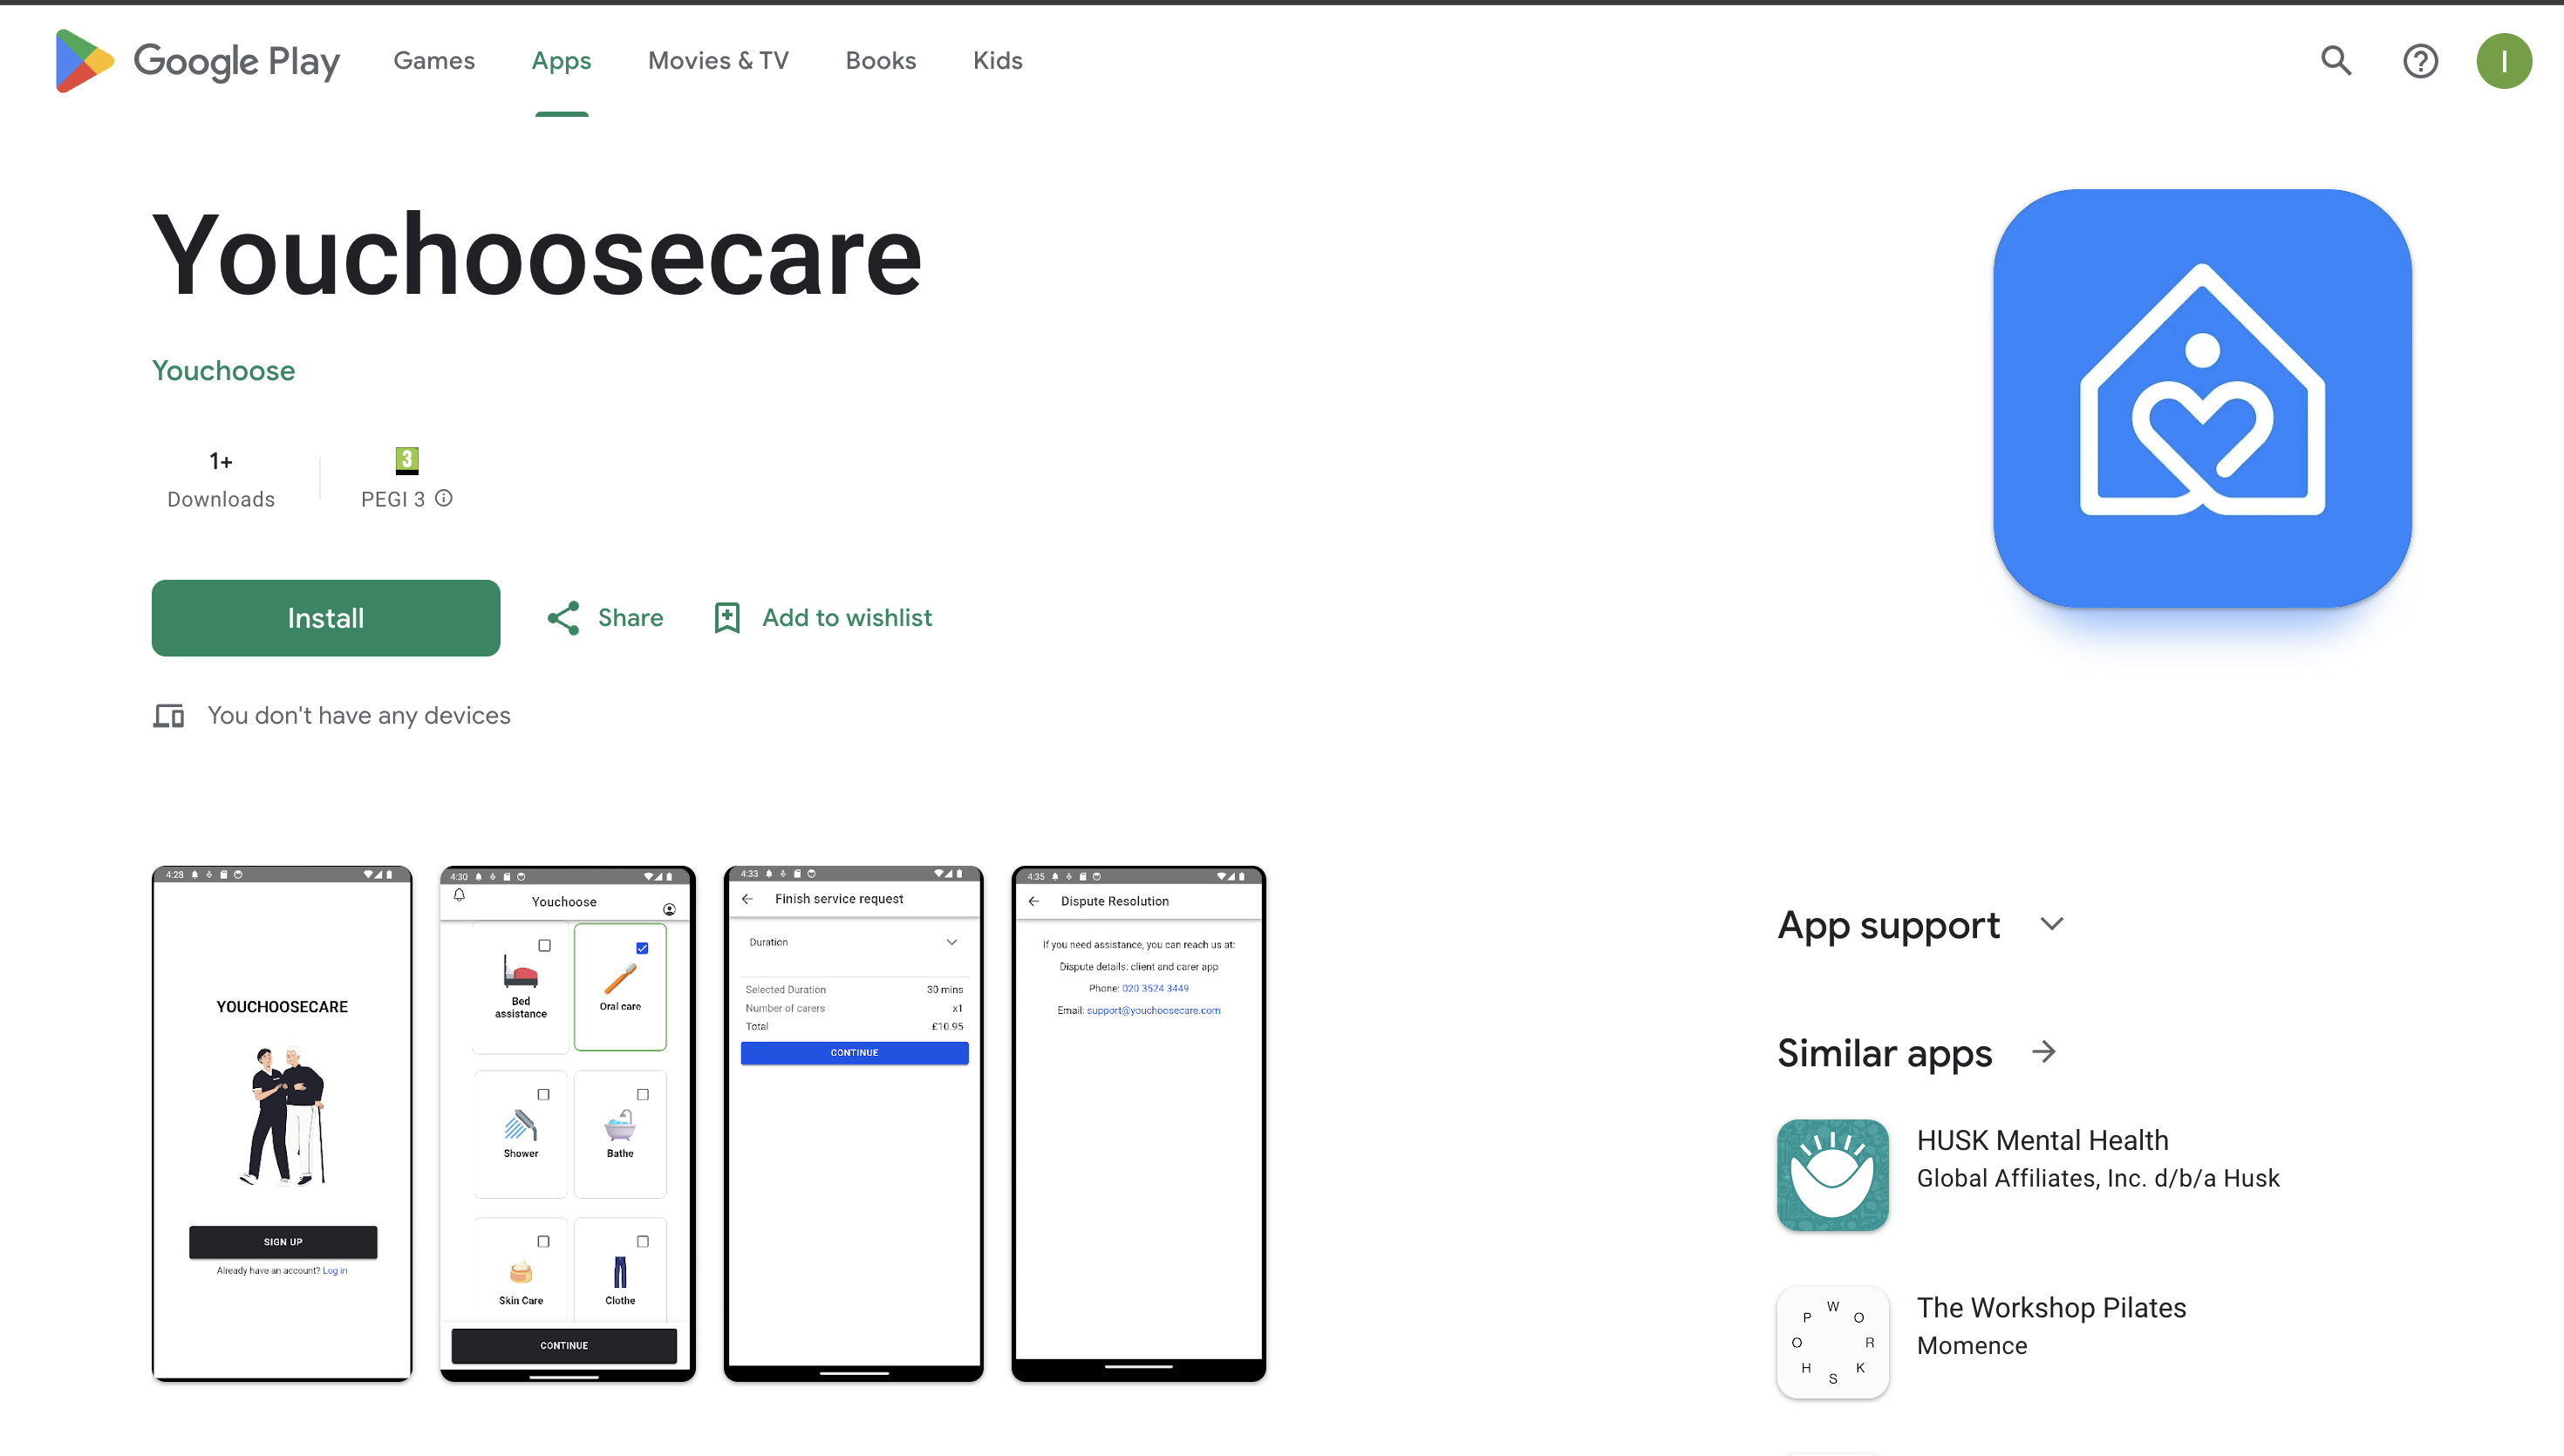 Google Play
Games
Apps
Movies & TV
Books
Kids
I
Youchoosecare
Youchoose
1+
Downloads
3
PEGI 3
Install
Share
Add to wishlist
You don't have any devices
4:28
YOUCHOOSECARE
SIGN UP
Already have an account? Log in
4:30
Youchoose
Bed
assistance
Oral care
Shower
Bathe
Skin Care
Clothe
CONTINUE
4:33
Finish service request
Duration
Selected Duration 30 mins
Number of carers x1
Total £10.95
CONTINUE
4:35
Dispute Resolution
If you need assistance, you can reach us at:
Dispute details: client and carer app
Phone: 020 3524 3449
Email: support@youchoosecare.com
App support
Similar apps
HUSK Mental Health
Global Affiliates, Inc. d/b/a Husk
WORKSHOP
The Workshop Pilates
Momence